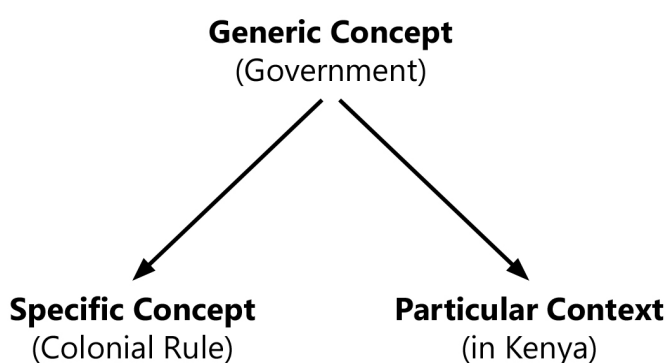 Generic Concept
(Government)
Specific Concept
(Colonial Rule)
Particular Context
(in Kenya)